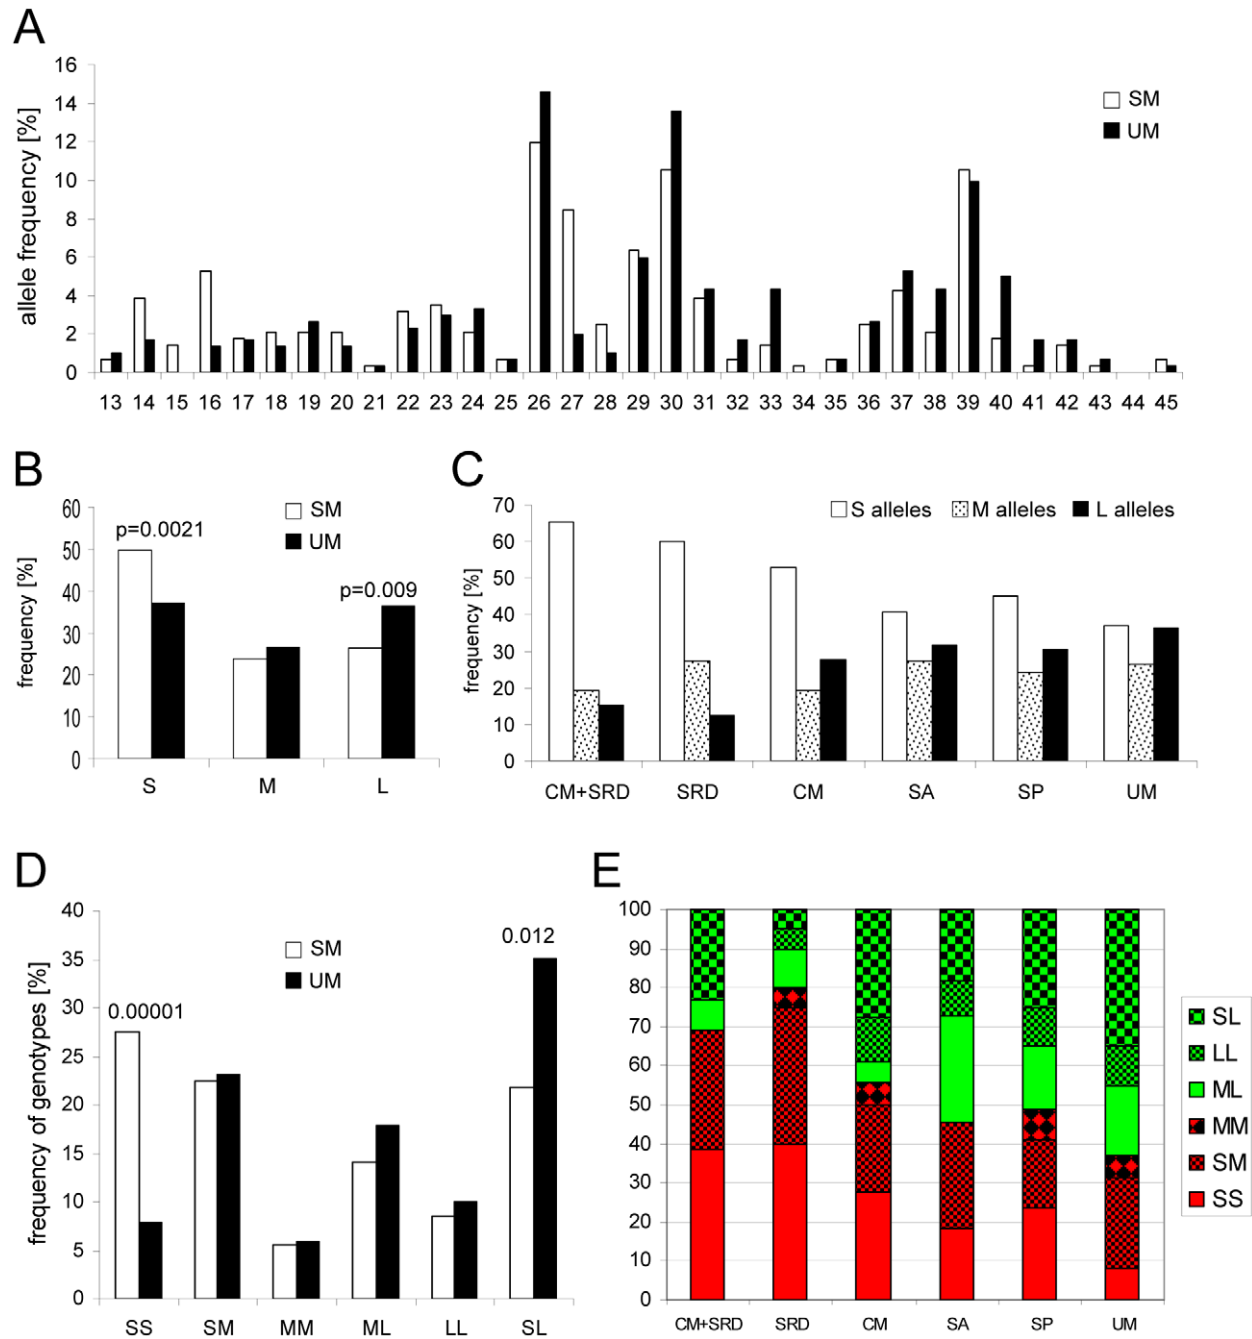 A
allele frequency [%]
16
14
12
10
8
6
4
2
0
SM
UM
13 14 15 16 17 18 19 20 21 22 23 24 25 26 27 28 29 30 31 32 33 34 35 36 37 38 39 40 41 42 43 44 45
B
frequency [%]
60
50
40
30
20
10
0
SM
UM
p=0.0021
p=0.009
S M L
C
frequency [%]
70
60
50
40
30
20
10
0
S alleles M alleles L alleles
CM+SRD SRD CM SA SP UM
D
frequency of genotypes [%]
40
35
30
25
20
15
10
5
0
SM
UM
0.00001
0.012
SS SM MM ML LL SL
E
100
90
80
70
60
50
40
30
20
10
0
SL
LL
ML
MM
SM
SS
CM+SRD SRD CM SA SP UM